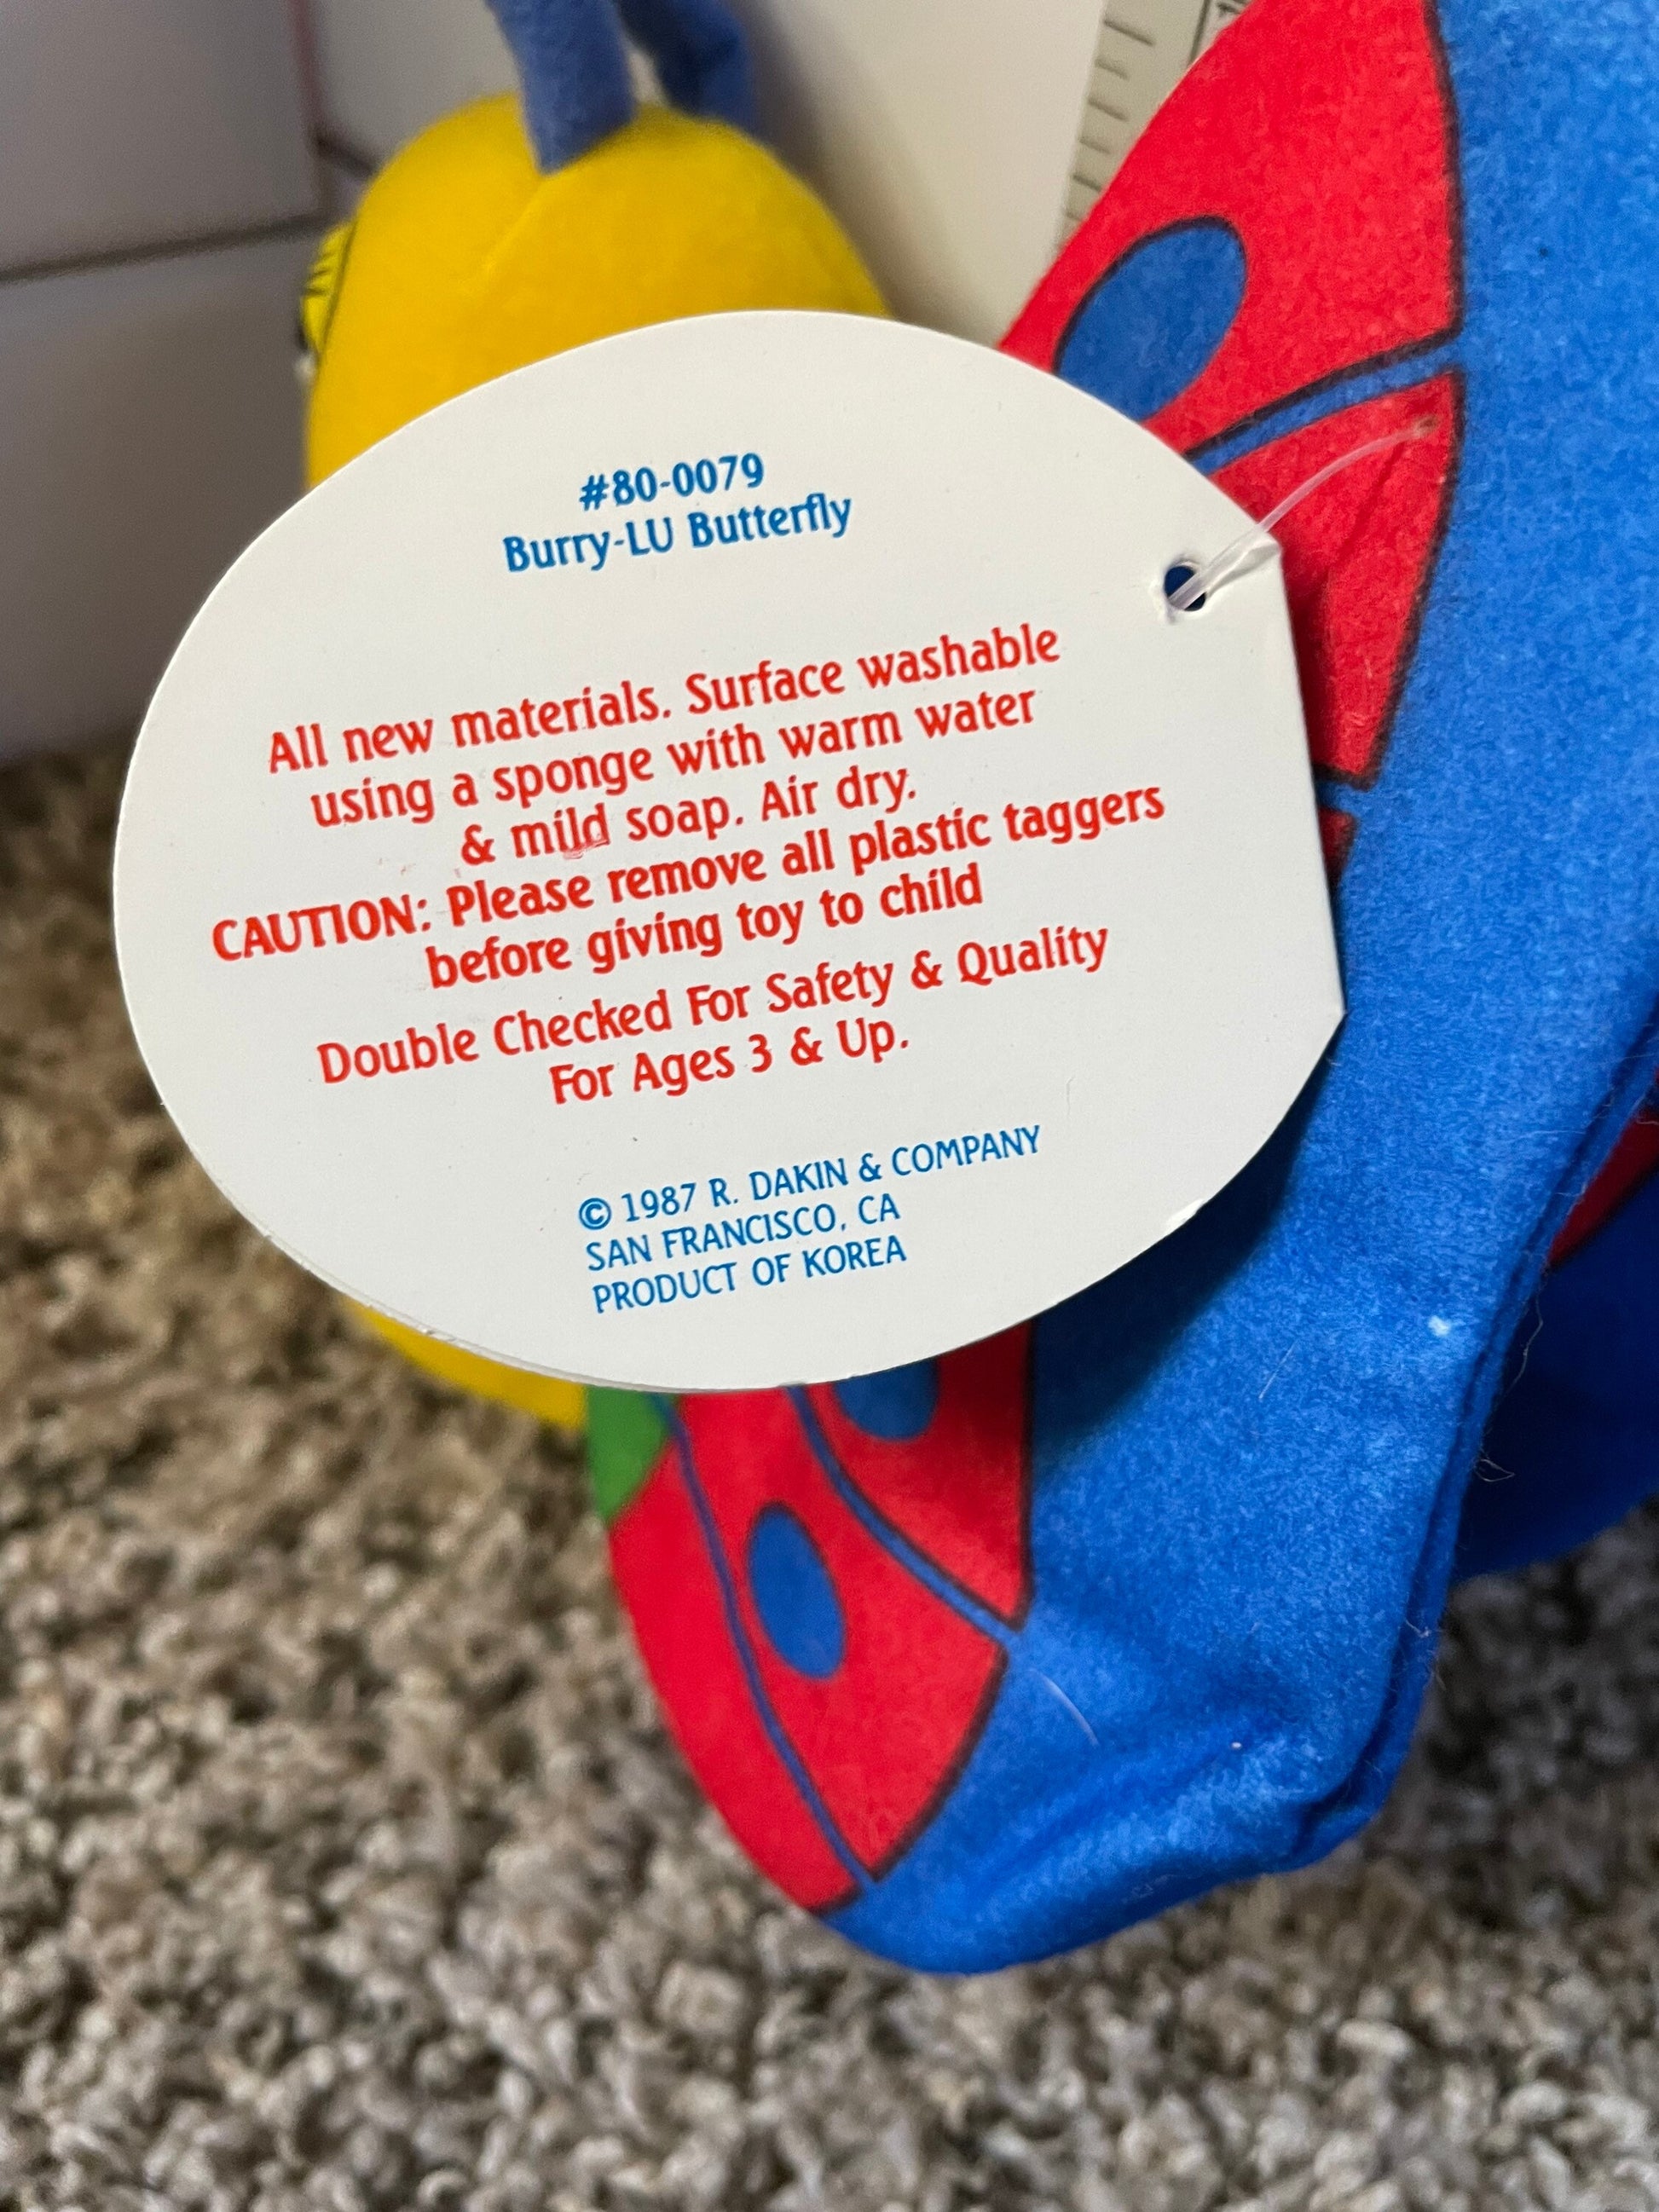 #80-0079
Burry-LU Butterfly
All new materials. Surface washable
using a sponge with warm water
& mild soap. Air dry.
CAUTION: Please remove all plastic taggers
before giving toy to child
Double Checked For Safety & Quality
For Ages 3 & Up.
© 1987 R. DAKIN & COMPANY
SAN FRANCISCO, CA
PRODUCT OF KOREA